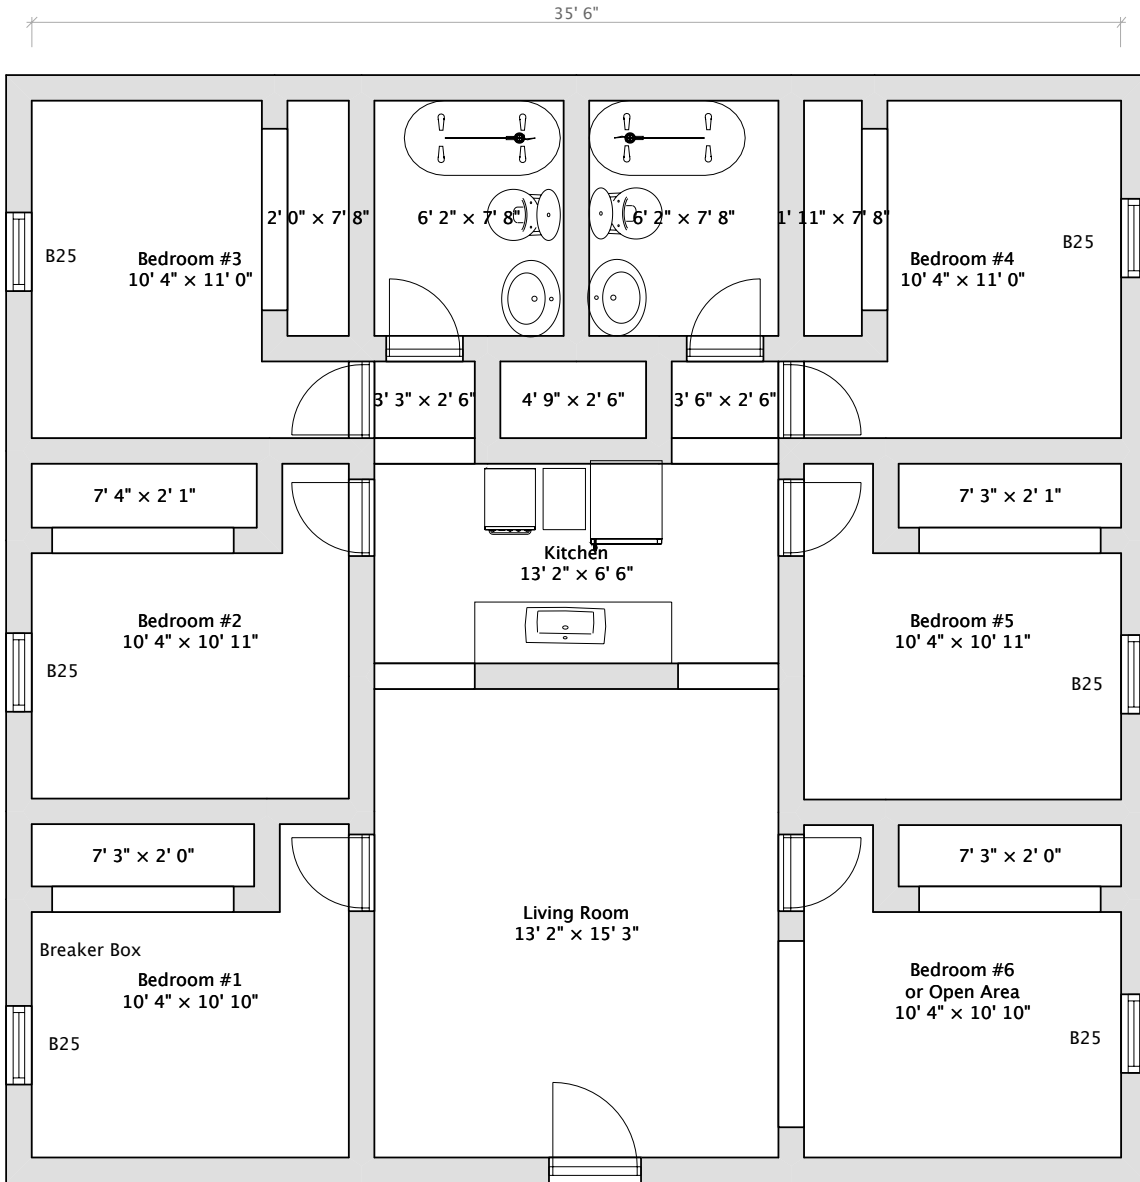 35' 6"
2' 0" × 7' 8"
6' 2" × 7' 8"
6' 2" × 7' 8"
1' 11" × 7' 8"
B25
Bedroom #3
10' 4" × 11' 0"
B25
Bedroom #4
10' 4" × 11' 0"
3' 3" × 2' 6"
4' 9" × 2' 6"
3' 6" × 2' 6"
7' 4" × 2' 1"
7' 3" × 2' 1"
Kitchen
13' 2" × 6' 6"
Bedroom #2
10' 4" × 10' 11"
B25
Bedroom #5
10' 4" × 10' 11"
B25
7' 3" × 2' 0"
7' 3" × 2' 0"
Living Room
13' 2" × 15' 3"
Breaker Box
Bedroom #1
10' 4" × 10' 10"
B25
Bedroom #6
or Open Area
10' 4" × 10' 10"
B25